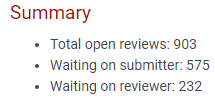 Summary
Total open reviews: 903
Waiting on submitter: 575
Waiting on reviewer: 232